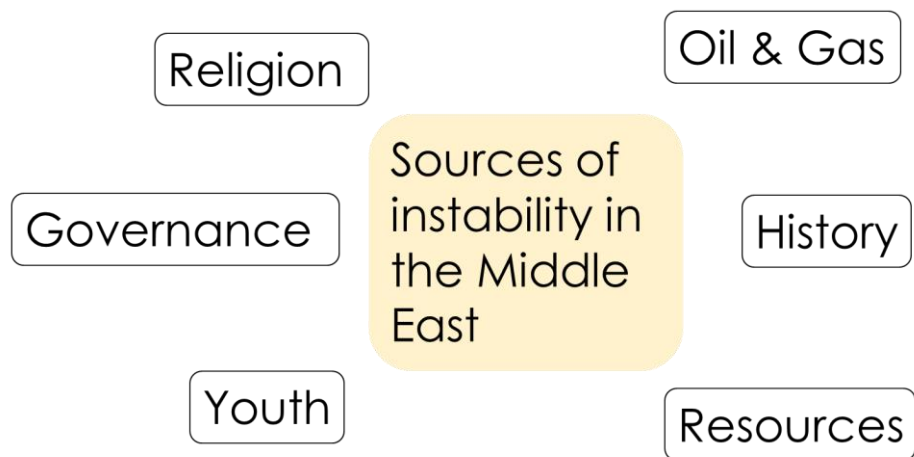 Religion
Oil & Gas
Sources of
instability in
the Middle
East
Governance
History
Youth
Resources